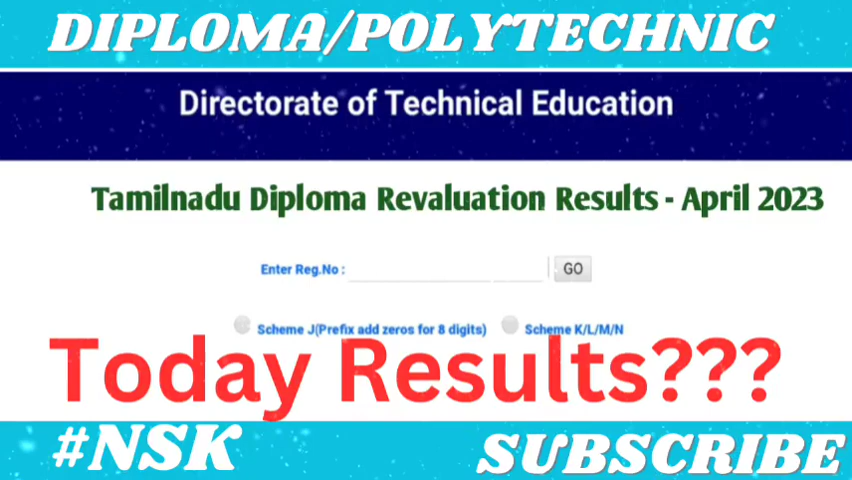 DIPLOMA/POLYTECHNIC
Directorate of Technical Education
Tamilnadu Diploma Revaluation Results - April 2023
Enter Reg.No : GO
Scheme J(Prefix add zeros for 8 digits) Scheme K/L/M/N
Today Results???
#NSK SUBSCRIBE